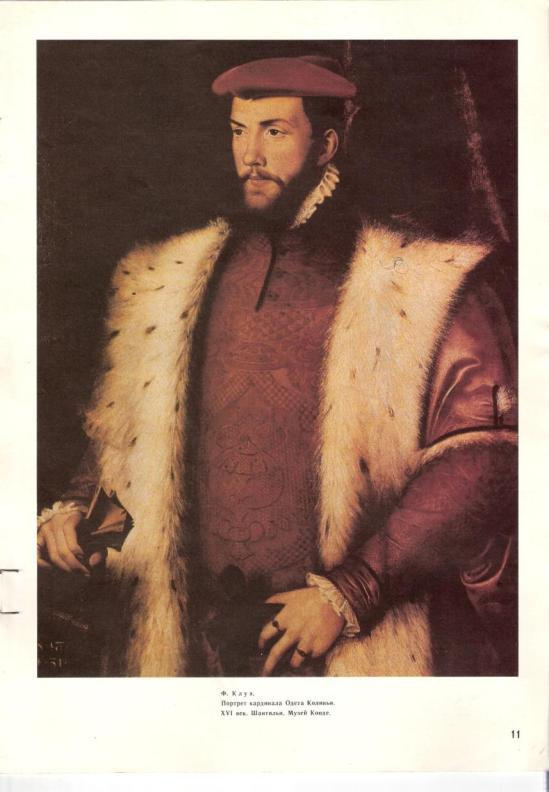 Ф. Клуэ.
Портрет кардинала Одета Колиньи.
XVI век. Шантильи. Музей Конде.
11